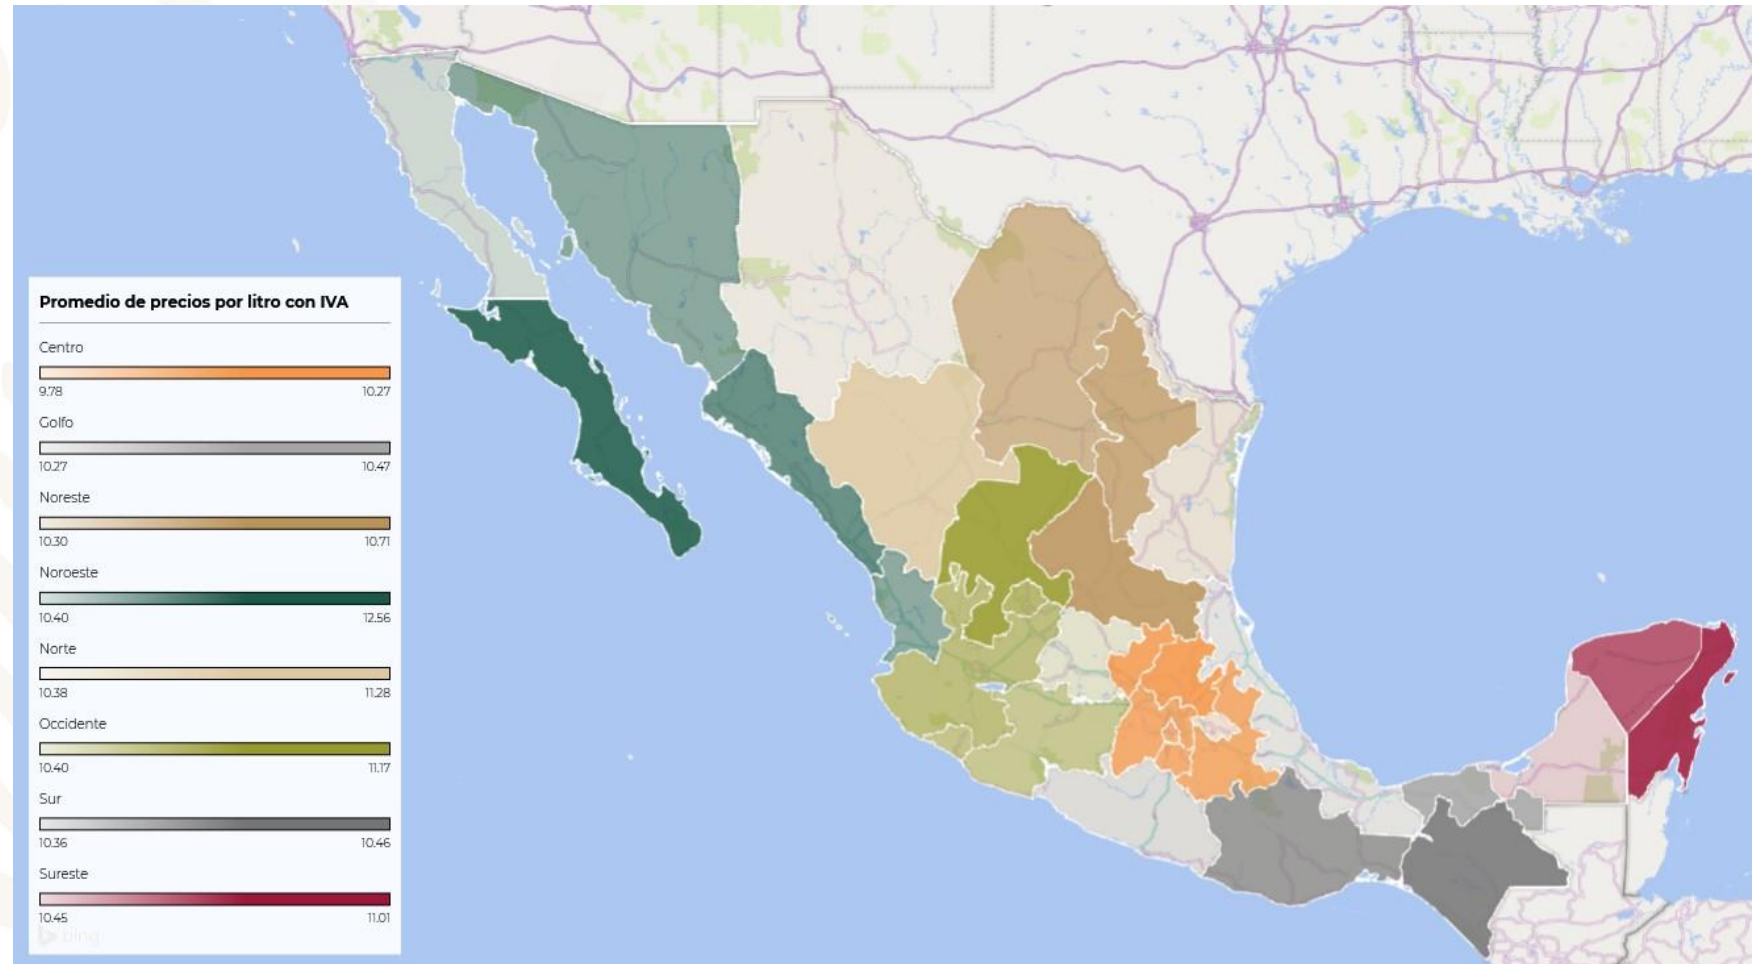 Promedio de precios por litro con IVA
Centro
9.78 10.27
Golfo
10.27 10.47
Noreste
10.30 10.71
Noroeste
10.40 12.56
Norte
10.38 11.28
Occidente
10.40 11.17
Sur
10.36 10.46
Sureste
10.45 11.01
bing